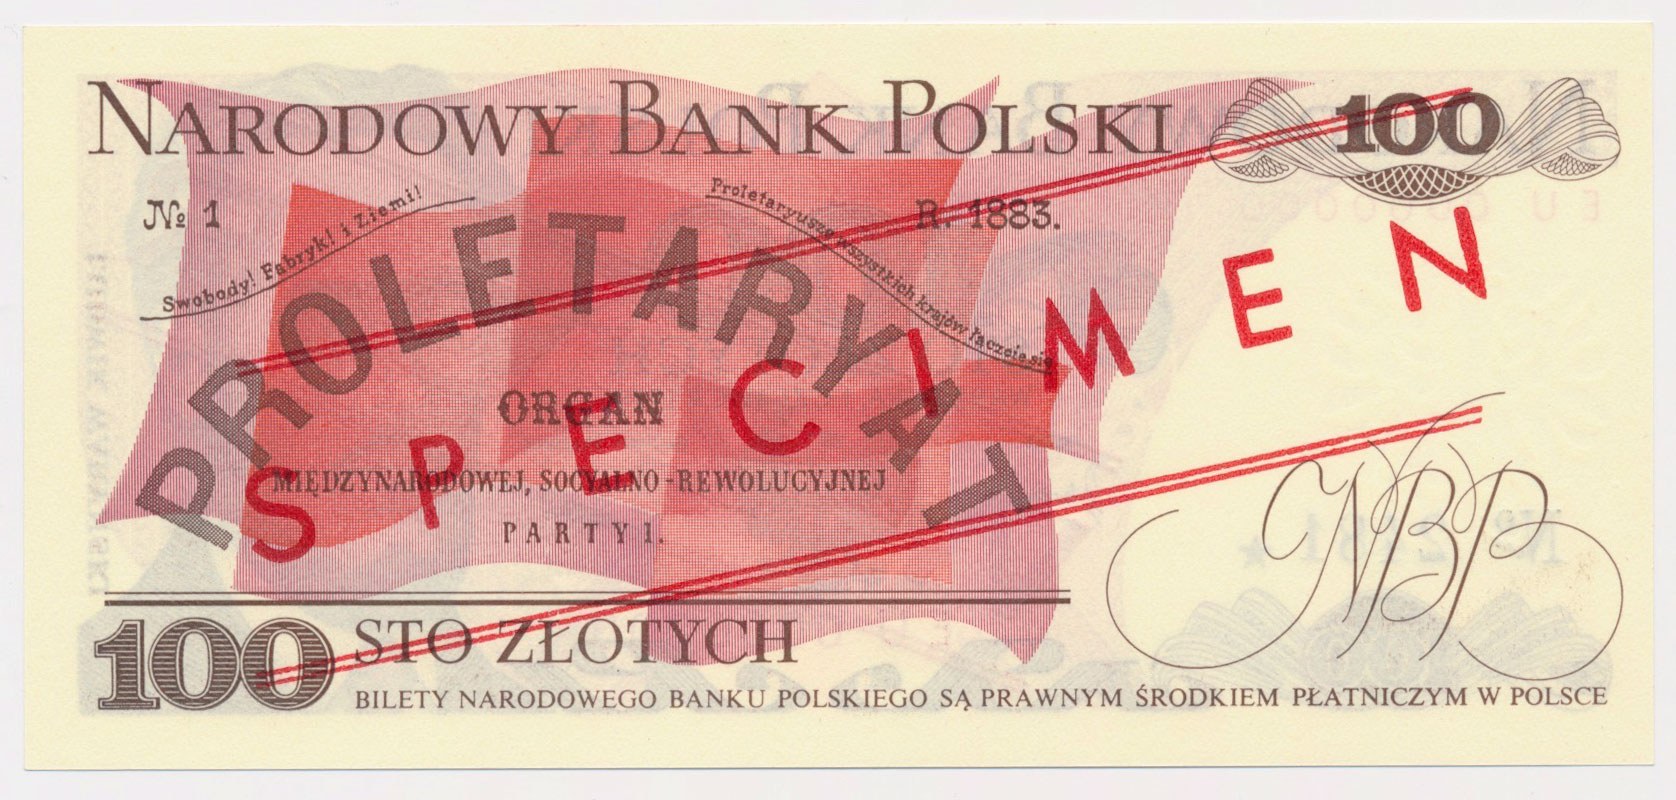 NARODOWY BANK POLSKI 100
№ 1
R. 1883.
Swobody! Fabryk! i Ziemi!
Proletaryusze wszystkich krajów łączcie się
PROLETARYAT
ORGAN
MIĘDZYNARODOWEJ, SOCYALNO-REWOLUCYJNEJ
PARTYI.
SPECIMEN
NBP
100 STO ZŁOTYCH
BILETY NARODOWEGO BANKU POLSKIEGO SĄ PRAWNYM ŚRODKIEM PŁATNICZYM W POLSCE